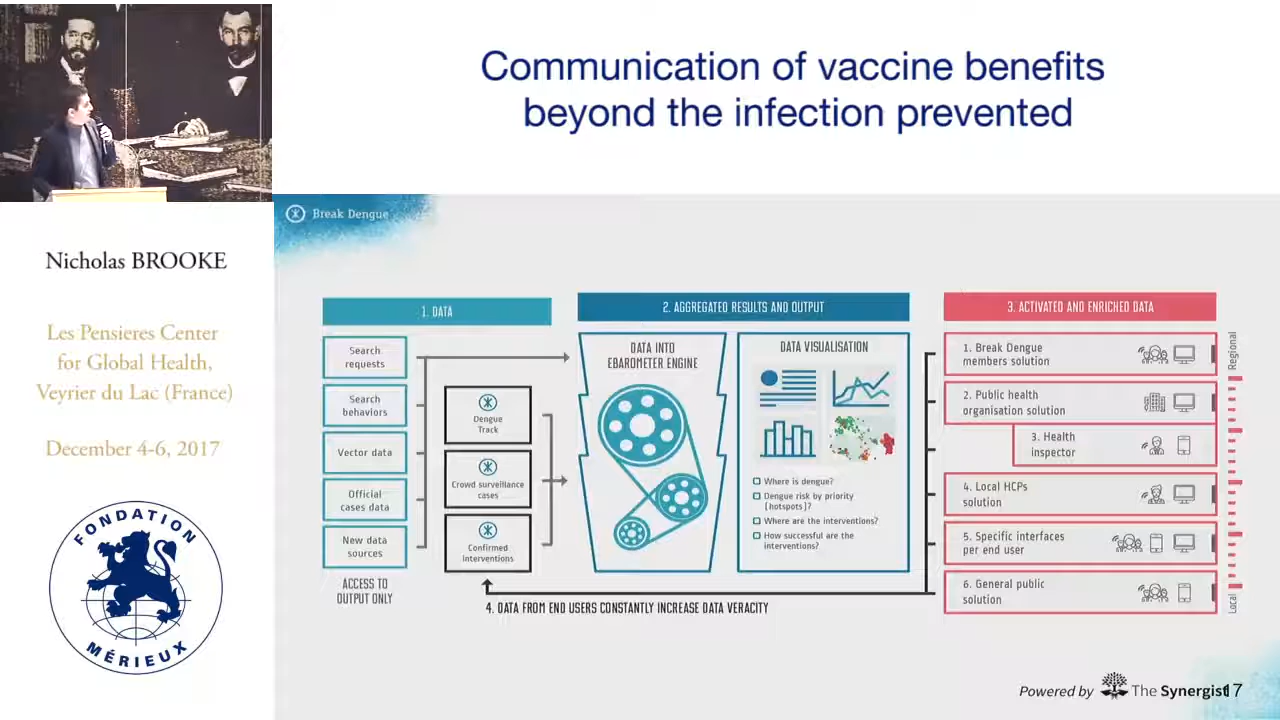 Communication of vaccine benefits
beyond the infection prevented
Nicholas BROOKE
Les Pensieres Center
for Global Health,
Veyrier du Lac (France)
December 4-6, 2017
FONDATION
MÉRIEUX
Break Dengue
1. DATA
Search
requests
Search
behaviors
Vector data
Official
cases data
New data
sources
ACCESS TO
OUTPUT ONLY
Dengue
Track
Crowd surveillance
cases
Confirmed
interventions
2. AGGREGATED RESULTS AND OUTPUT
DATA INTO
EBAROMETER ENGINE
DATA VISUALISATION
Where is dengue?
Dengue risk by priority
[hotspots]?
Where are the interventions?
How successful are the
interventions?
3. ACTIVATED AND ENRICHED DATA
1. Break Dengue
members solution
2. Public health
organisation solution
3. Health
inspector
4. Local HCPs
solution
5. Specific interfaces
per end user
6. General public
solution
Regional
Local
4. DATA FROM END USERS CONSTANTLY INCREASE DATA VERACITY
Powered by The Synergist
17